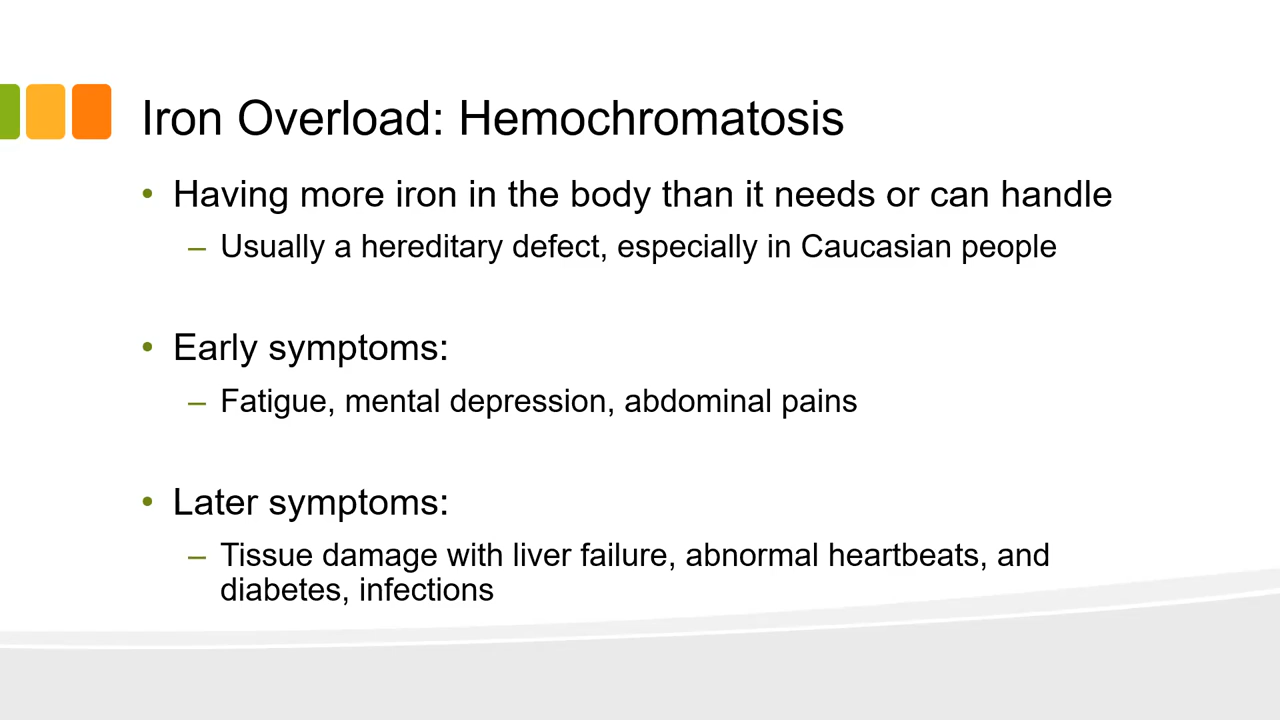 Iron Overload: Hemochromatosis
• Having more iron in the body than it needs or can handle
– Usually a hereditary defect, especially in Caucasian people
• Early symptoms:
– Fatigue, mental depression, abdominal pains
• Later symptoms:
– Tissue damage with liver failure, abnormal heartbeats, and
diabetes, infections